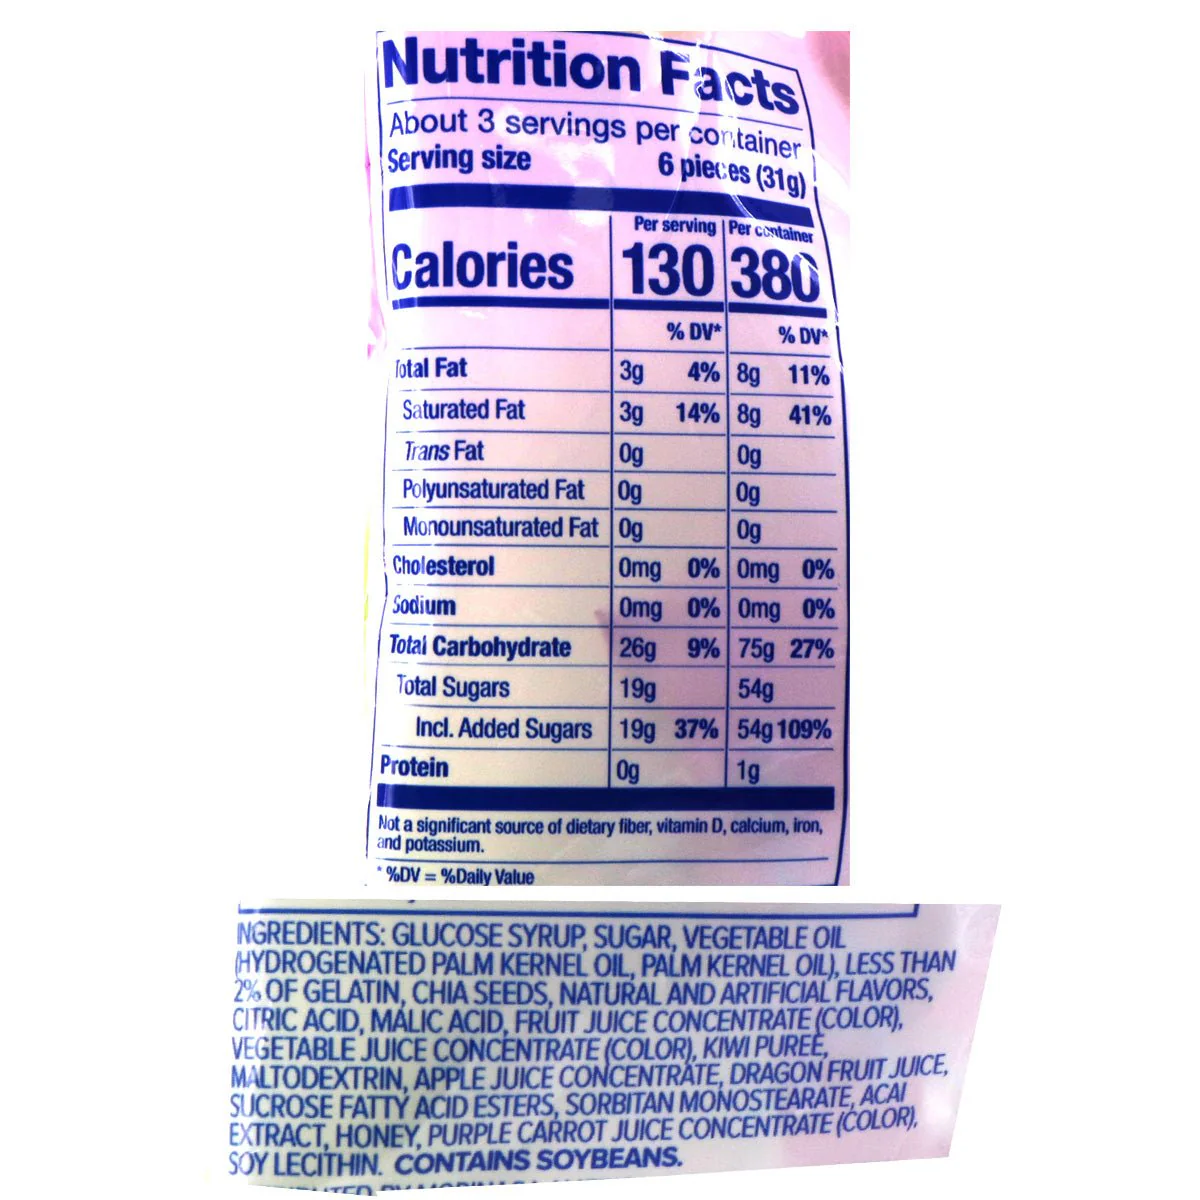 Nutrition Facts
About 3 servings per container
Serving size 6 pieces (31g)
Per serving Per container
Calories 130 380
% DV* % DV*
Total Fat 3g 4% 8g 11%
Saturated Fat 3g 14% 8g 41%
Trans Fat 0g 0g
Polyunsaturated Fat 0g 0g
Monounsaturated Fat 0g 0g
Cholesterol 0mg 0% 0mg 0%
Sodium 0mg 0% 0mg 0%
Total Carbohydrate 26g 9% 75g 27%
Total Sugars 19g 54g
Incl. Added Sugars 19g 37% 54g 109%
Protein 0g 1g
Not a significant source of dietary fiber, vitamin D, calcium, iron,
and potassium.
* %DV = %Daily Value
INGREDIENTS: GLUCOSE SYRUP, SUGAR, VEGETABLE OIL
(HYDROGENATED PALM KERNEL OIL, PALM KERNEL OIL), LESS THAN
2% OF GELATIN, CHIA SEEDS, NATURAL AND ARTIFICIAL FLAVORS,
CITRIC ACID, MALIC ACID, FRUIT JUICE CONCENTRATE (COLOR),
VEGETABLE JUICE CONCENTRATE (COLOR), KIWI PUREE,
MALTODEXTRIN, APPLE JUICE CONCENTRATE, DRAGON FRUIT JUICE,
SUCROSE FATTY ACID ESTERS, SORBITAN MONOSTEARATE, ACAI
EXTRACT, HONEY, PURPLE CARROT JUICE CONCENTRATE (COLOR),
SOY LECITHIN. CONTAINS SOYBEANS.